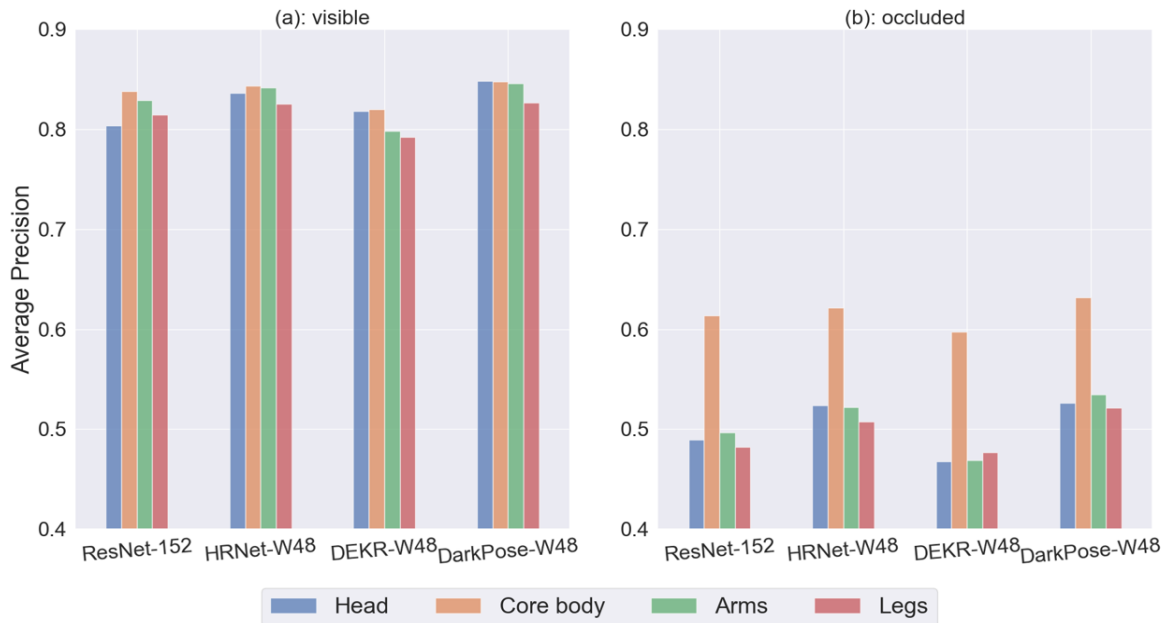 (a): visible
(b): occluded
Average Precision
0.9
0.8
0.7
0.6
0.5
0.4
0.9
0.8
0.7
0.6
0.5
0.4
ResNet-152 HRNet-W48 DEKR-W48 DarkPose-W48
ResNet-152 HRNet-W48 DEKR-W48 DarkPose-W48
Head Core body Arms Legs